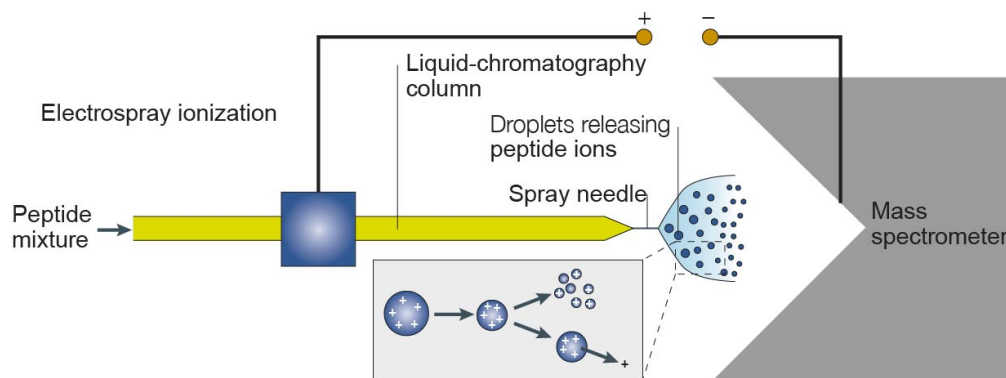 + −
Liquid-chromatography
column
Electrospray ionization
Droplets releasing
peptide ions
Spray needle
Peptide
mixture
Mass
spectrometer
+ + + + +
+ + + +
+ + + + +
+ + + +
+